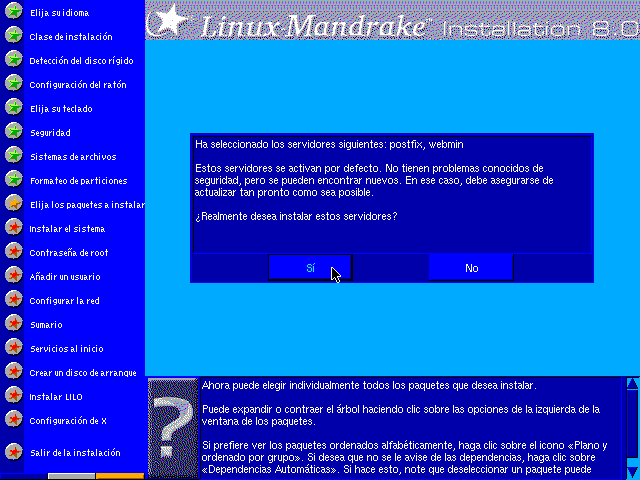 Linux Mandrake™ Installation 8.0
Elija su idioma
Clase de instalación
Detección del disco rígido
Configuración del ratón
Elija su teclado
Seguridad
Sistemas de archivos
Formateo de particiones
Elija los paquetes a instalar
Instalar el sistema
Contraseña de root
Añadir un usuario
Configurar la red
Sumario
Servicios al inicio
Crear un disco de arranque
Instalar LILO
Configuración de X
Salir de la instalación
Ha seleccionado los servidores siguientes: postfix, webmin
Estos servidores se activan por defecto. No tienen problemas conocidos de
seguridad, pero se pueden encontrar nuevos. En ese caso, debe asegurarse de
actualizar tan pronto como sea posible.
¿Realmente desea instalar estos servidores?
Sí
No
Ahora puede elegir individualmente todos los paquetes que desea instalar.
Puede expandir o contraer el árbol haciendo clic sobre las opciones de la izquierda de la
ventana de los paquetes.
Si prefiere ver los paquetes ordenados alfabéticamente, haga clic sobre el icono «Plano y
ordenado por grupo». Si desea que no se le avise de las dependencias, haga clic sobre
«Dependencias Automáticas». Si hace esto, note que deseleccionar un paquete puede